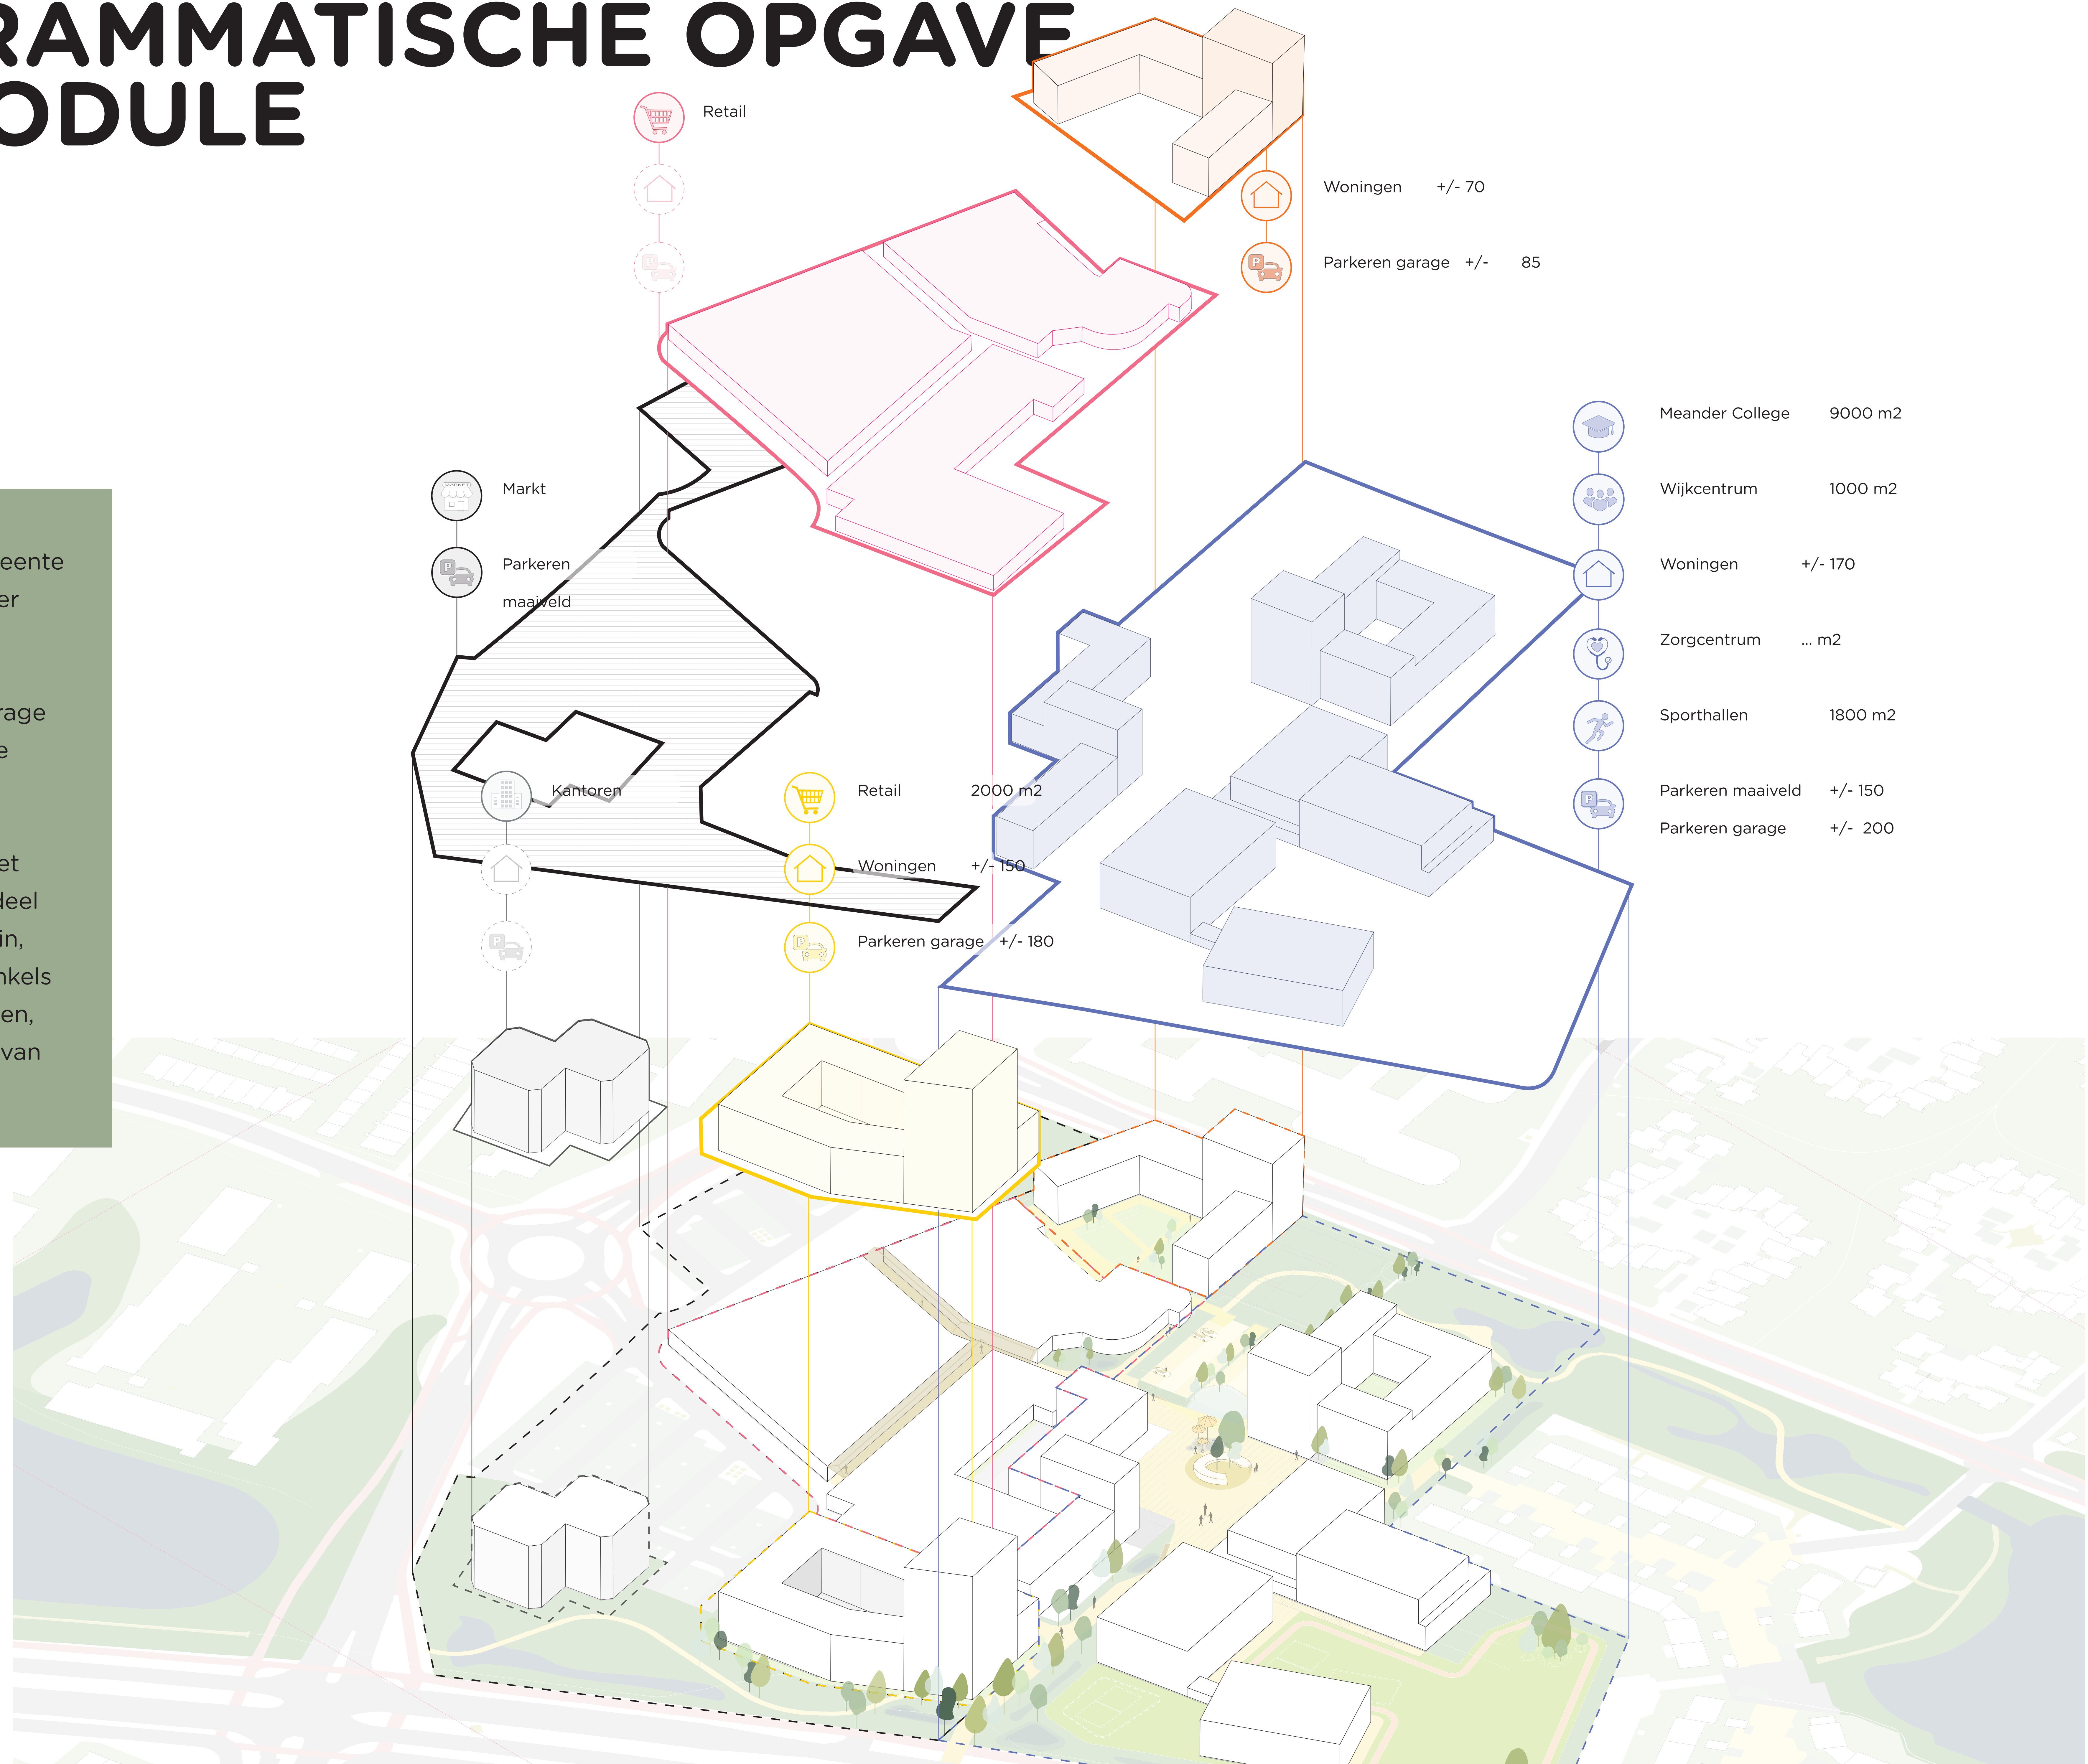 RAMMATISCHE OPGAVE
ODULE
eente
er
rage
e
et
deel
in,
nkels
en,
van
Retail
Woningen +/- 70
Parkeren garage +/- 85
Markt
Parkeren
maaiveld
MARKET
P
Kantoren
Retail 2000 m2
Woningen +/- 150
Parkeren garage +/- 180
Meander College 9000 m2
Wijkcentrum 1000 m2
Woningen +/- 170
Zorgcentrum ... m2
Sporthallen 1800 m2
Parkeren maaiveld +/- 150
Parkeren garage +/- 200